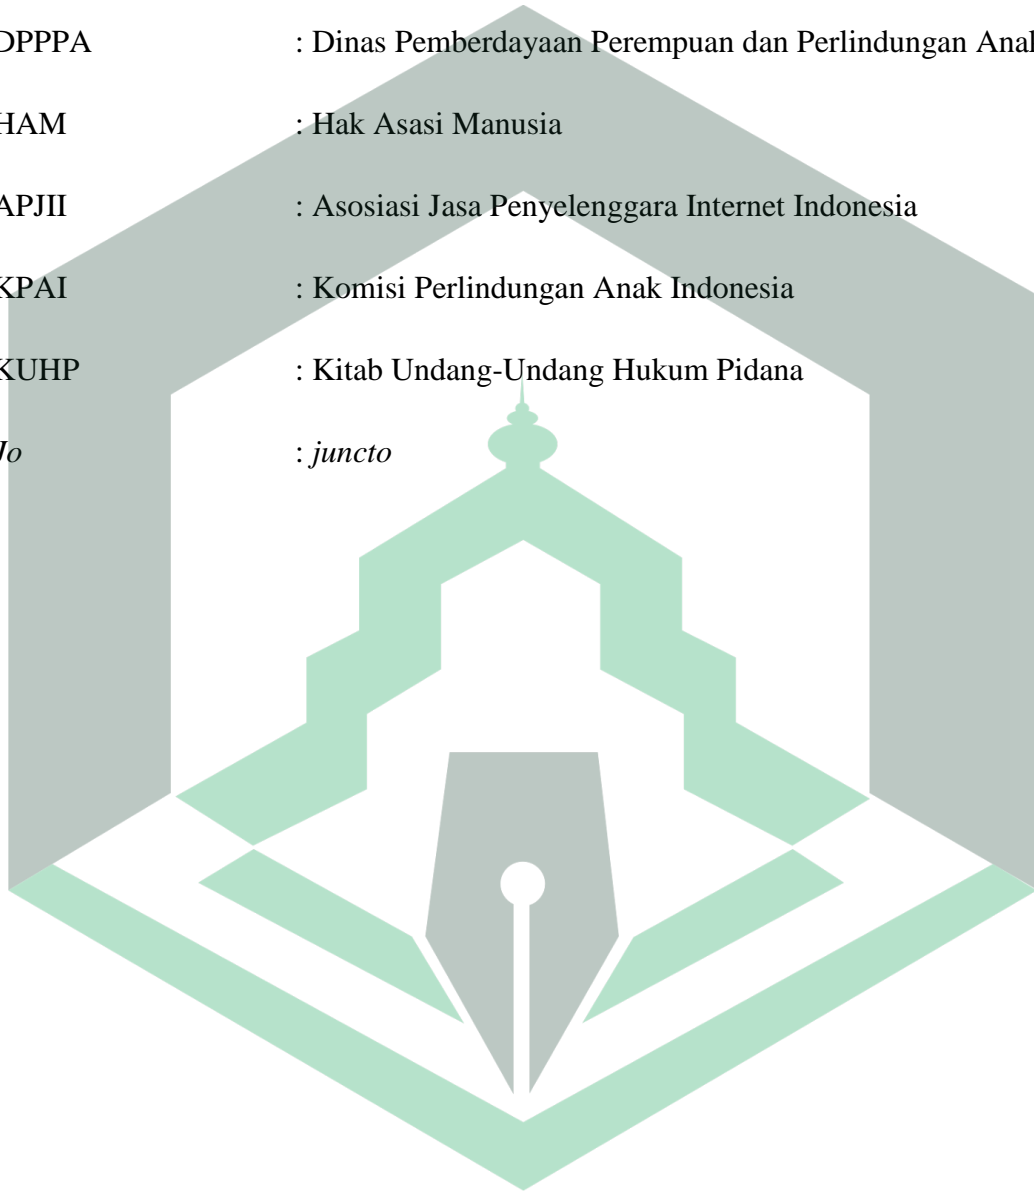 DPPPA : Dinas Pemberdayaan Perempuan dan Perlindungan Anak
HAM : Hak Asasi Manusia
APJII : Asosiasi Jasa Penyelenggara Internet Indonesia
KPAI : Komisi Perlindungan Anak Indonesia
KUHP : Kitab Undang-Undang Hukum Pidana
Jo : juncto